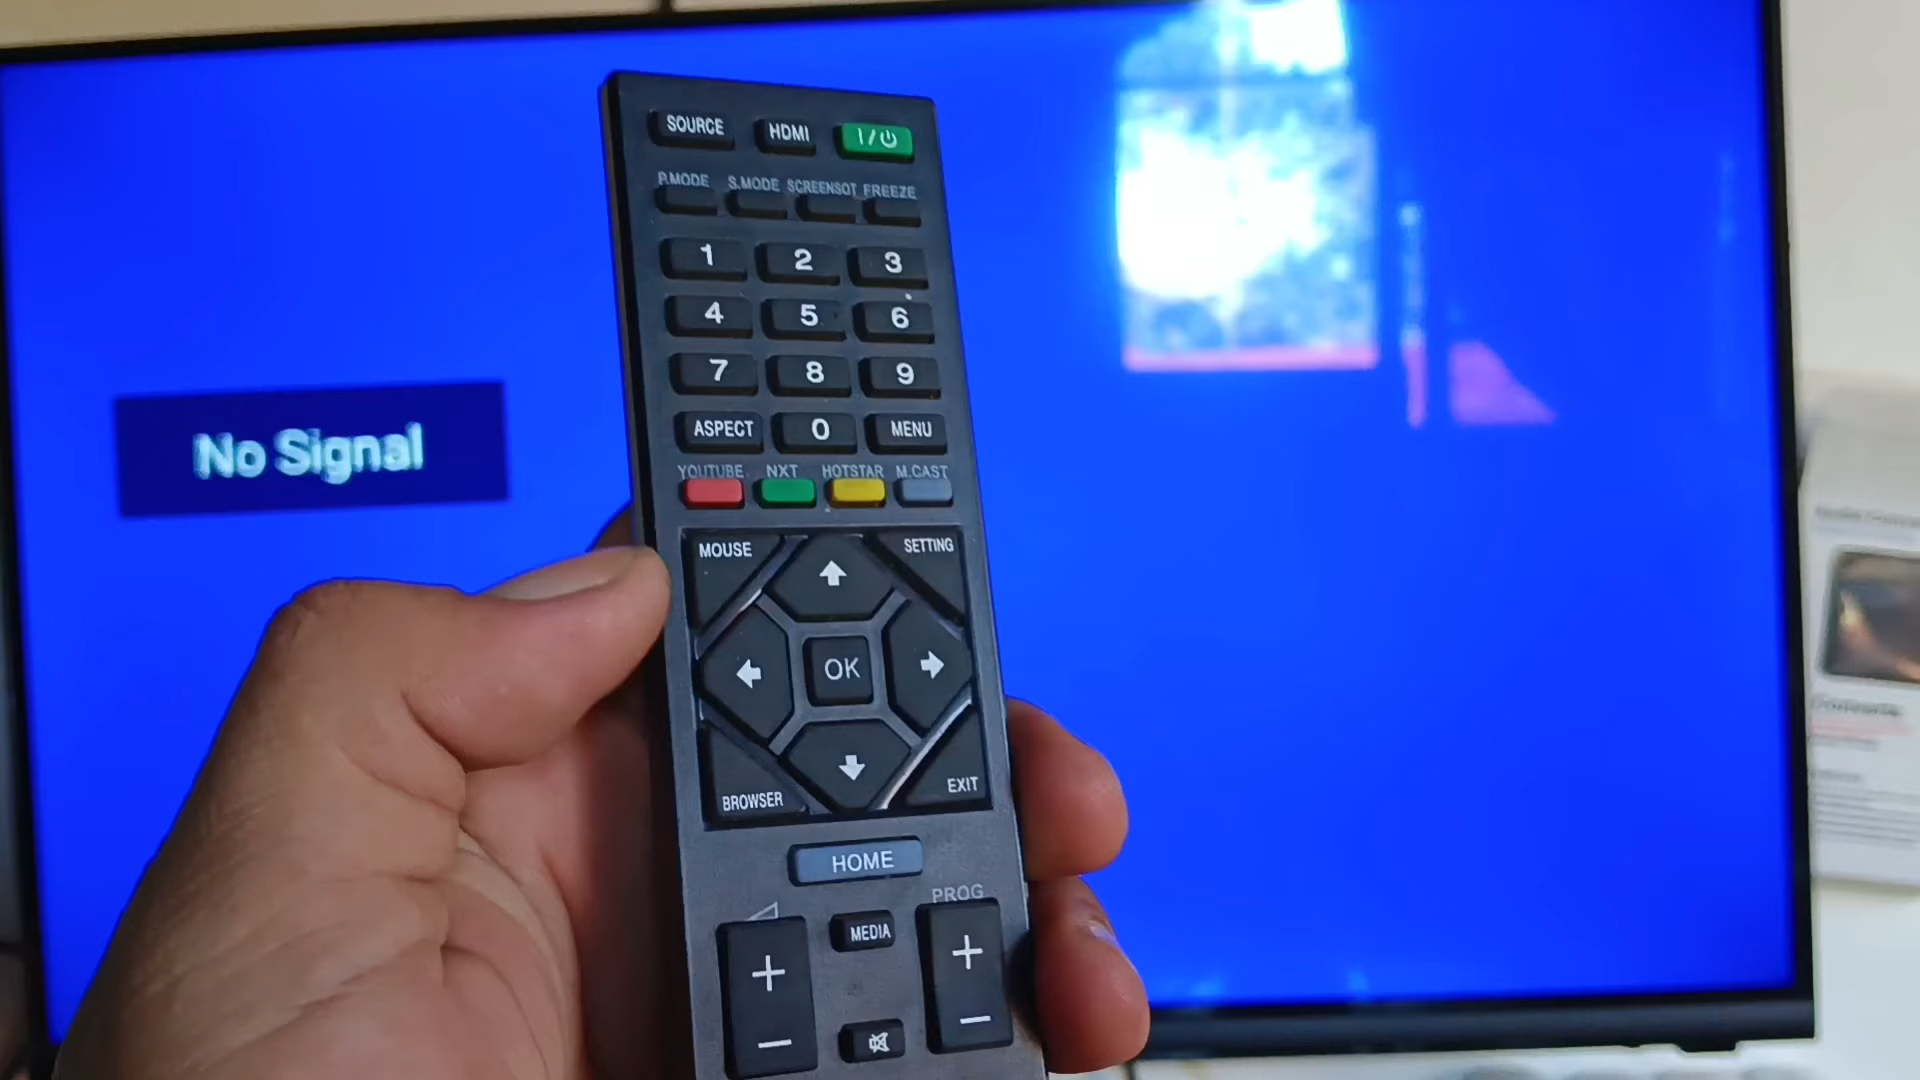 SOURCE HDMI I/⏻
P.MODE S.MODE SCREENSOT FREEZE
1 2 3
4 5 6
7 8 9
ASPECT 0 MENU
YOUTUBE NXT HOTSTAR M.CAST
No Signal
MOUSE SETTING
OK
BROWSER EXIT
HOME
PROG
MEDIA
+ +
− −